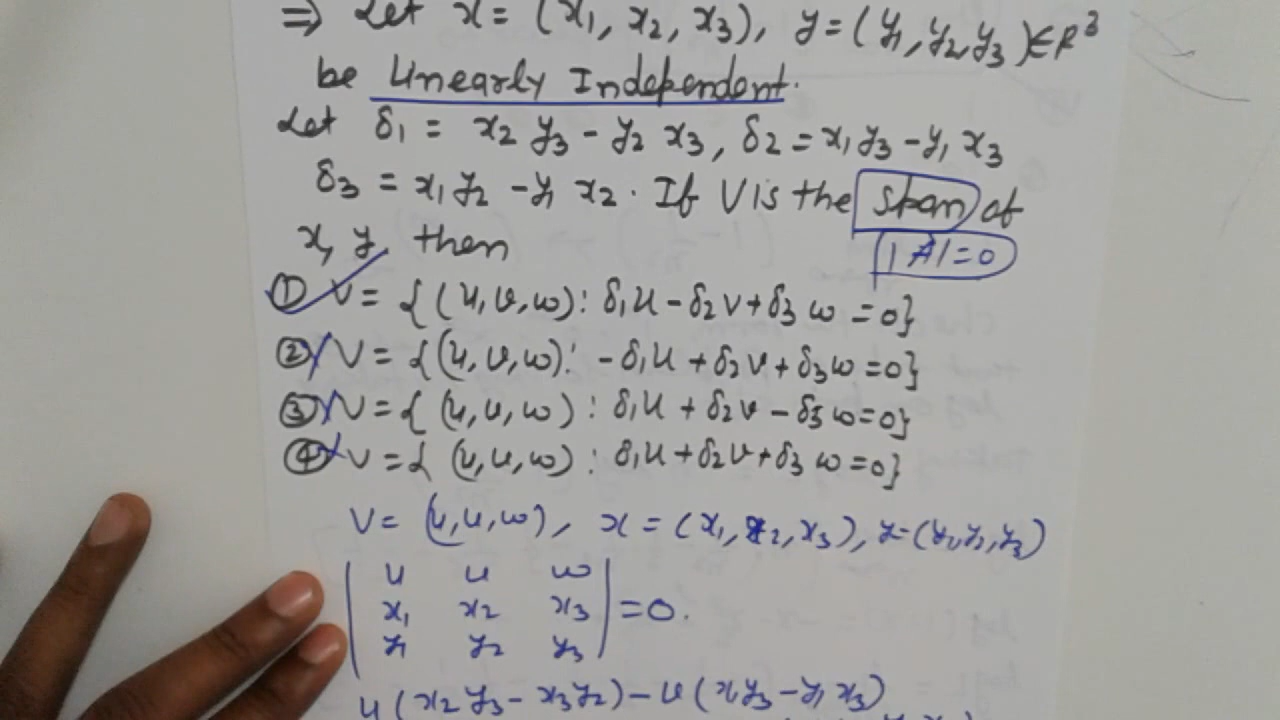 ⇒ Let x = (x1, x2, x3), y = (y1, y2, y3) ∈ R³
be Linearly Independent.
Let δ1 = x2 y3 - y2 x3, δ2 = x1 y3 - y1 x3
δ3 = x1 y2 - y1 x2. If V is the span of
x, y, then
|A| = 0
① V = {(u, v, w) : δ1u - δ2v + δ3w = 0}
② V = {(u, v, w) : -δ1u + δ2v + δ3w = 0}
③ V = {(u, v, w) : δ1u + δ2v - δ3w = 0}
④ V = {(u, v, w) : δ1u + δ2v + δ3w = 0}
V = (u, v, w), x = (x1, x2, x3), y = (y1, y2, y3)
| u v w |
| x1 x2 x3 | = 0.
| y1 y2 y3 |
u (x2 y3 - x3 y2) - v (x y3 - y1 x3)